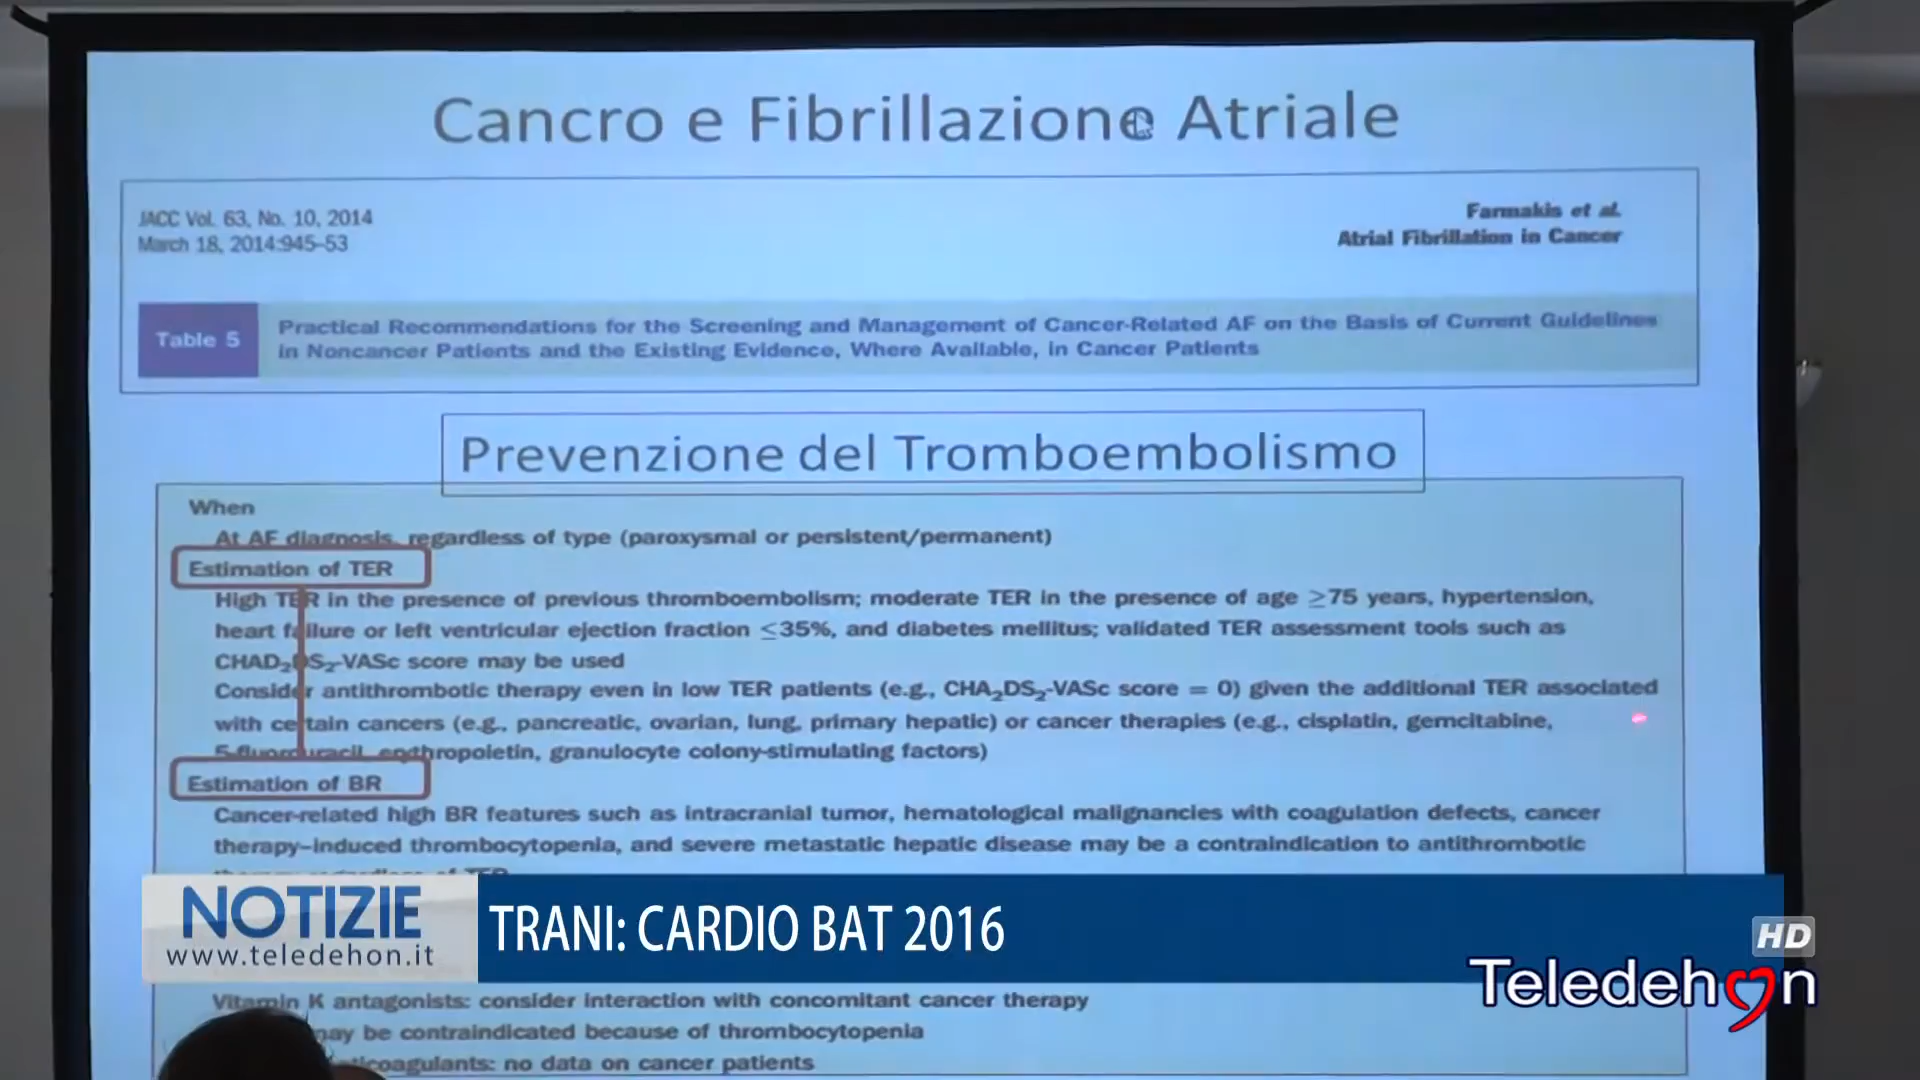 Cancro e Fibrillazione Atriale
JACC Vol. 63, No. 10, 2014
March 18, 2014:945–53
Farmakis et al.
Atrial Fibrillation in Cancer
Table 5
Practical Recommendations for the Screening and Management of Cancer-Related AF on the Basis of Current Guidelines
in Noncancer Patients and the Existing Evidence, Where Available, in Cancer Patients
Prevenzione del Tromboembolismo
When
At AF diagnosis, regardless of type (paroxysmal or persistent/permanent)
Estimation of TER
High TER in the presence of previous thromboembolism; moderate TER in the presence of age ≥75 years, hypertension,
heart failure or left ventricular ejection fraction ≤35%, and diabetes mellitus; validated TER assessment tools such as
CHAD₂DS₂-VASc score may be used
Consider antithrombotic therapy even in low TER patients (e.g., CHA₂DS₂-VASc score = 0) given the additional TER associated
with certain cancers (e.g., pancreatic, ovarian, lung, primary hepatic) or cancer therapies (e.g., cisplatin, gemcitabine,
5-fluorouracil, erythropoietin, granulocyte colony-stimulating factors)
Estimation of BR
Cancer-related high BR features such as intracranial tumor, hematological malignancies with coagulation defects, cancer
therapy–induced thrombocytopenia, and severe metastatic hepatic disease may be a contraindication to antithrombotic
NOTIZIE
www.teledehon.it
TRANI: CARDIO BAT 2016
HD
Teledehon
Vitamin K antagonists: consider interaction with concomitant cancer therapy
may be contraindicated because of thrombocytopenia
coagulants: no data on cancer patients